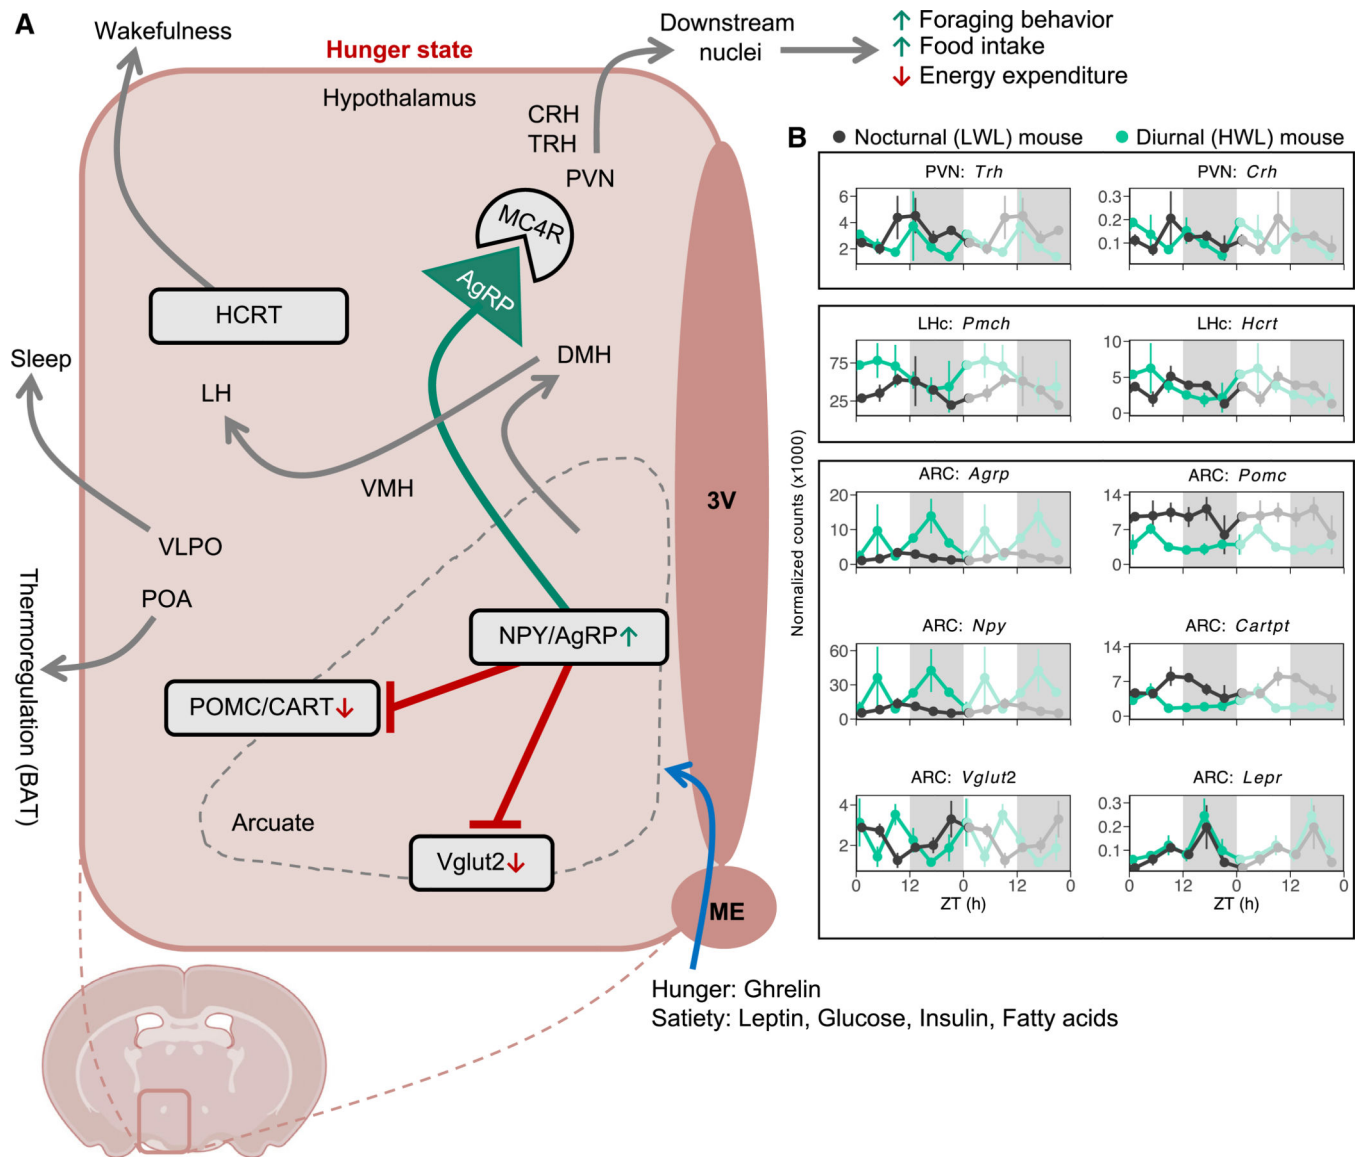 A
Wakefulness
Hunger state
Hypothalamus
Downstream
nuclei
↑ Foraging behavior
↑ Food intake
↓ Energy expenditure
CRH
TRH
PVN
MC4R
AgRP
HCRT
DMH
Sleep
LH
VMH
3V
VLPO
POA
Thermoregulation (BAT)
NPY/AgRP↑
POMC/CART↓
Arcuate
Vglut2↓
ME
Hunger: Ghrelin
Satiety: Leptin, Glucose, Insulin, Fatty acids
B
Nocturnal (LWL) mouse
Diurnal (HWL) mouse
Normalized counts (x1000)
PVN: Trh
6
4
2
PVN: Crh
0.3
0.2
0.1
LHc: Pmch
75
25
LHc: Hcrt
10
5
0
ARC: Agrp
20
10
0
ARC: Pomc
14
7
0
ARC: Npy
60
30
0
ARC: Cartpt
14
7
0
ARC: Vglut2
4
2
0 12 0 12 0
ZT (h)
ARC: Lepr
0.3
0.2
0.1
0 12 0 12 0
ZT (h)